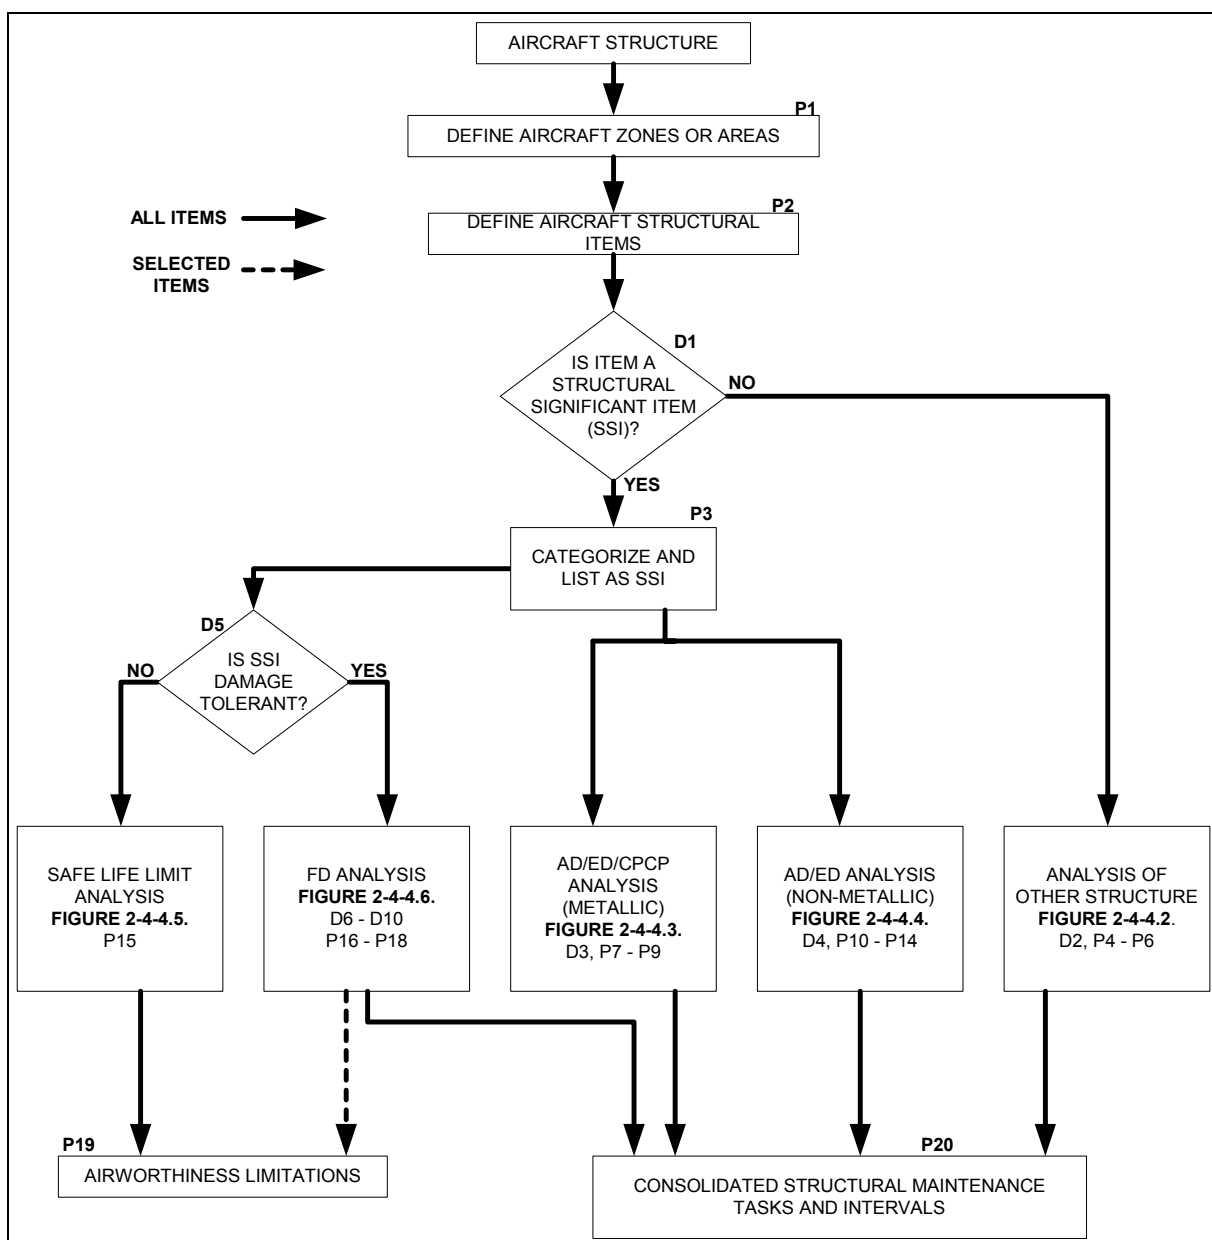 AIRCRAFT STRUCTURE
P1
DEFINE AIRCRAFT ZONES OR AREAS
P2
DEFINE AIRCRAFT STRUCTURAL
ITEMS
ALL ITEMS
SELECTED
ITEMS
D1
IS ITEM A
STRUCTURAL
SIGNIFICANT ITEM
(SSI)?
NO
YES
P3
CATEGORIZE AND
LIST AS SSI
D5
IS SSI
DAMAGE
TOLERANT?
NO
YES
SAFE LIFE LIMIT
ANALYSIS
FIGURE 2-4-4.5.
P15
FD ANALYSIS
FIGURE 2-4-4.6.
D6 - D10
P16 - P18
AD/ED/CPCP
ANALYSIS
(METALLIC)
FIGURE 2-4-4.3.
D3, P7 - P9
AD/ED ANALYSIS
(NON-METALLIC)
FIGURE 2-4-4.4.
D4, P10 - P14
ANALYSIS OF
OTHER STRUCTURE
FIGURE 2-4-4.2.
D2, P4 - P6
P19
AIRWORTHINESS LIMITATIONS
P20
CONSOLIDATED STRUCTURAL MAINTENANCE
TASKS AND INTERVALS